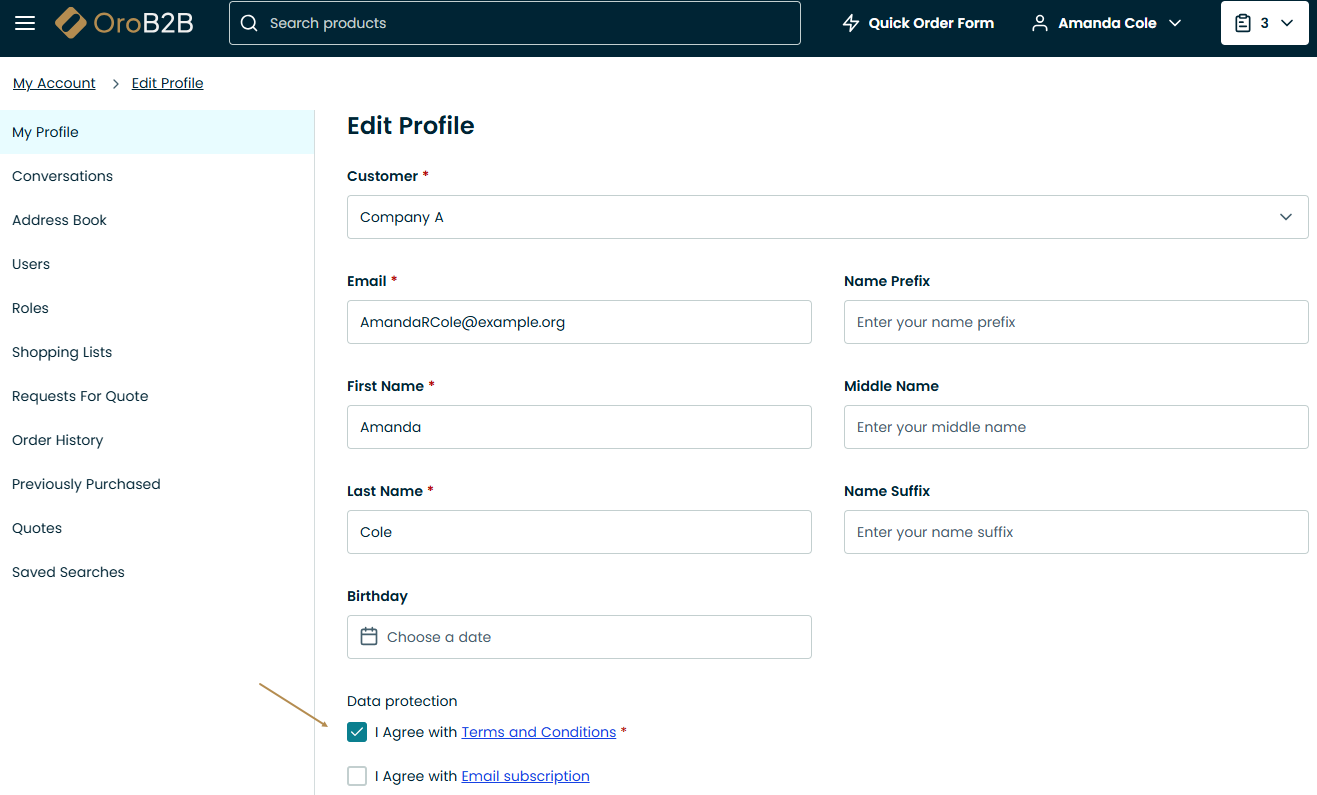 OroB2B
Search products
Quick Order Form
Amanda Cole
3
My Account
Edit Profile
My Profile
Conversations
Address Book
Users
Roles
Shopping Lists
Requests For Quote
Order History
Previously Purchased
Quotes
Saved Searches
Edit Profile
Customer *
Company A
Email *
AmandaRCole@example.org
Name Prefix
Enter your name prefix
First Name *
Amanda
Middle Name
Enter your middle name
Last Name *
Cole
Name Suffix
Enter your name suffix
Birthday
Choose a date
Data protection
I Agree with Terms and Conditions *
I Agree with Email subscription